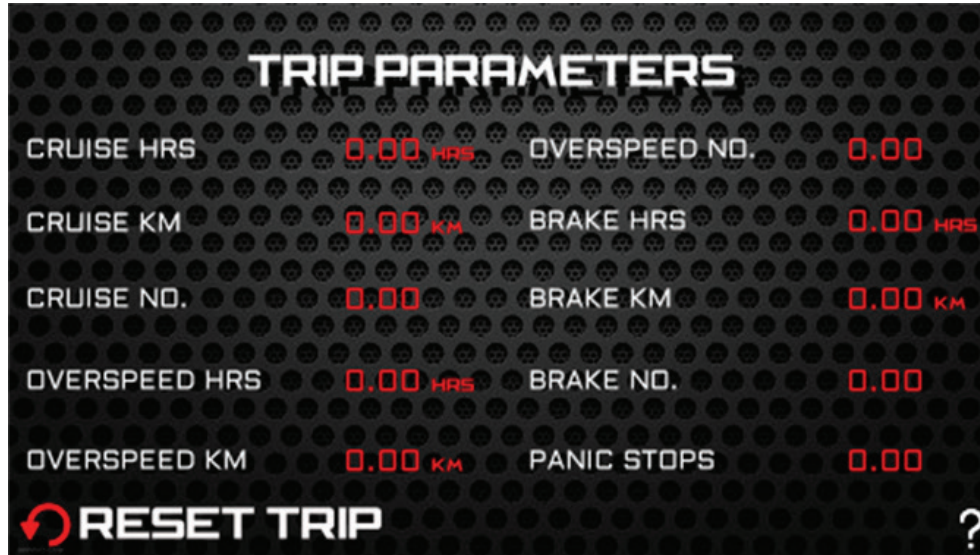 TRIP PARAMETERS
CRUISE HRS 0.00 HRS OVERSPEED NO. 0.00
CRUISE KM 0.00 KM BRAKE HRS 0.00 HRS
CRUISE NO. 0.00 BRAKE KM 0.00 KM
OVERSPEED HRS 0.00 HRS BRAKE NO. 0.00
OVERSPEED KM 0.00 KM PANIC STOPS 0.00
RESET TRIP ?